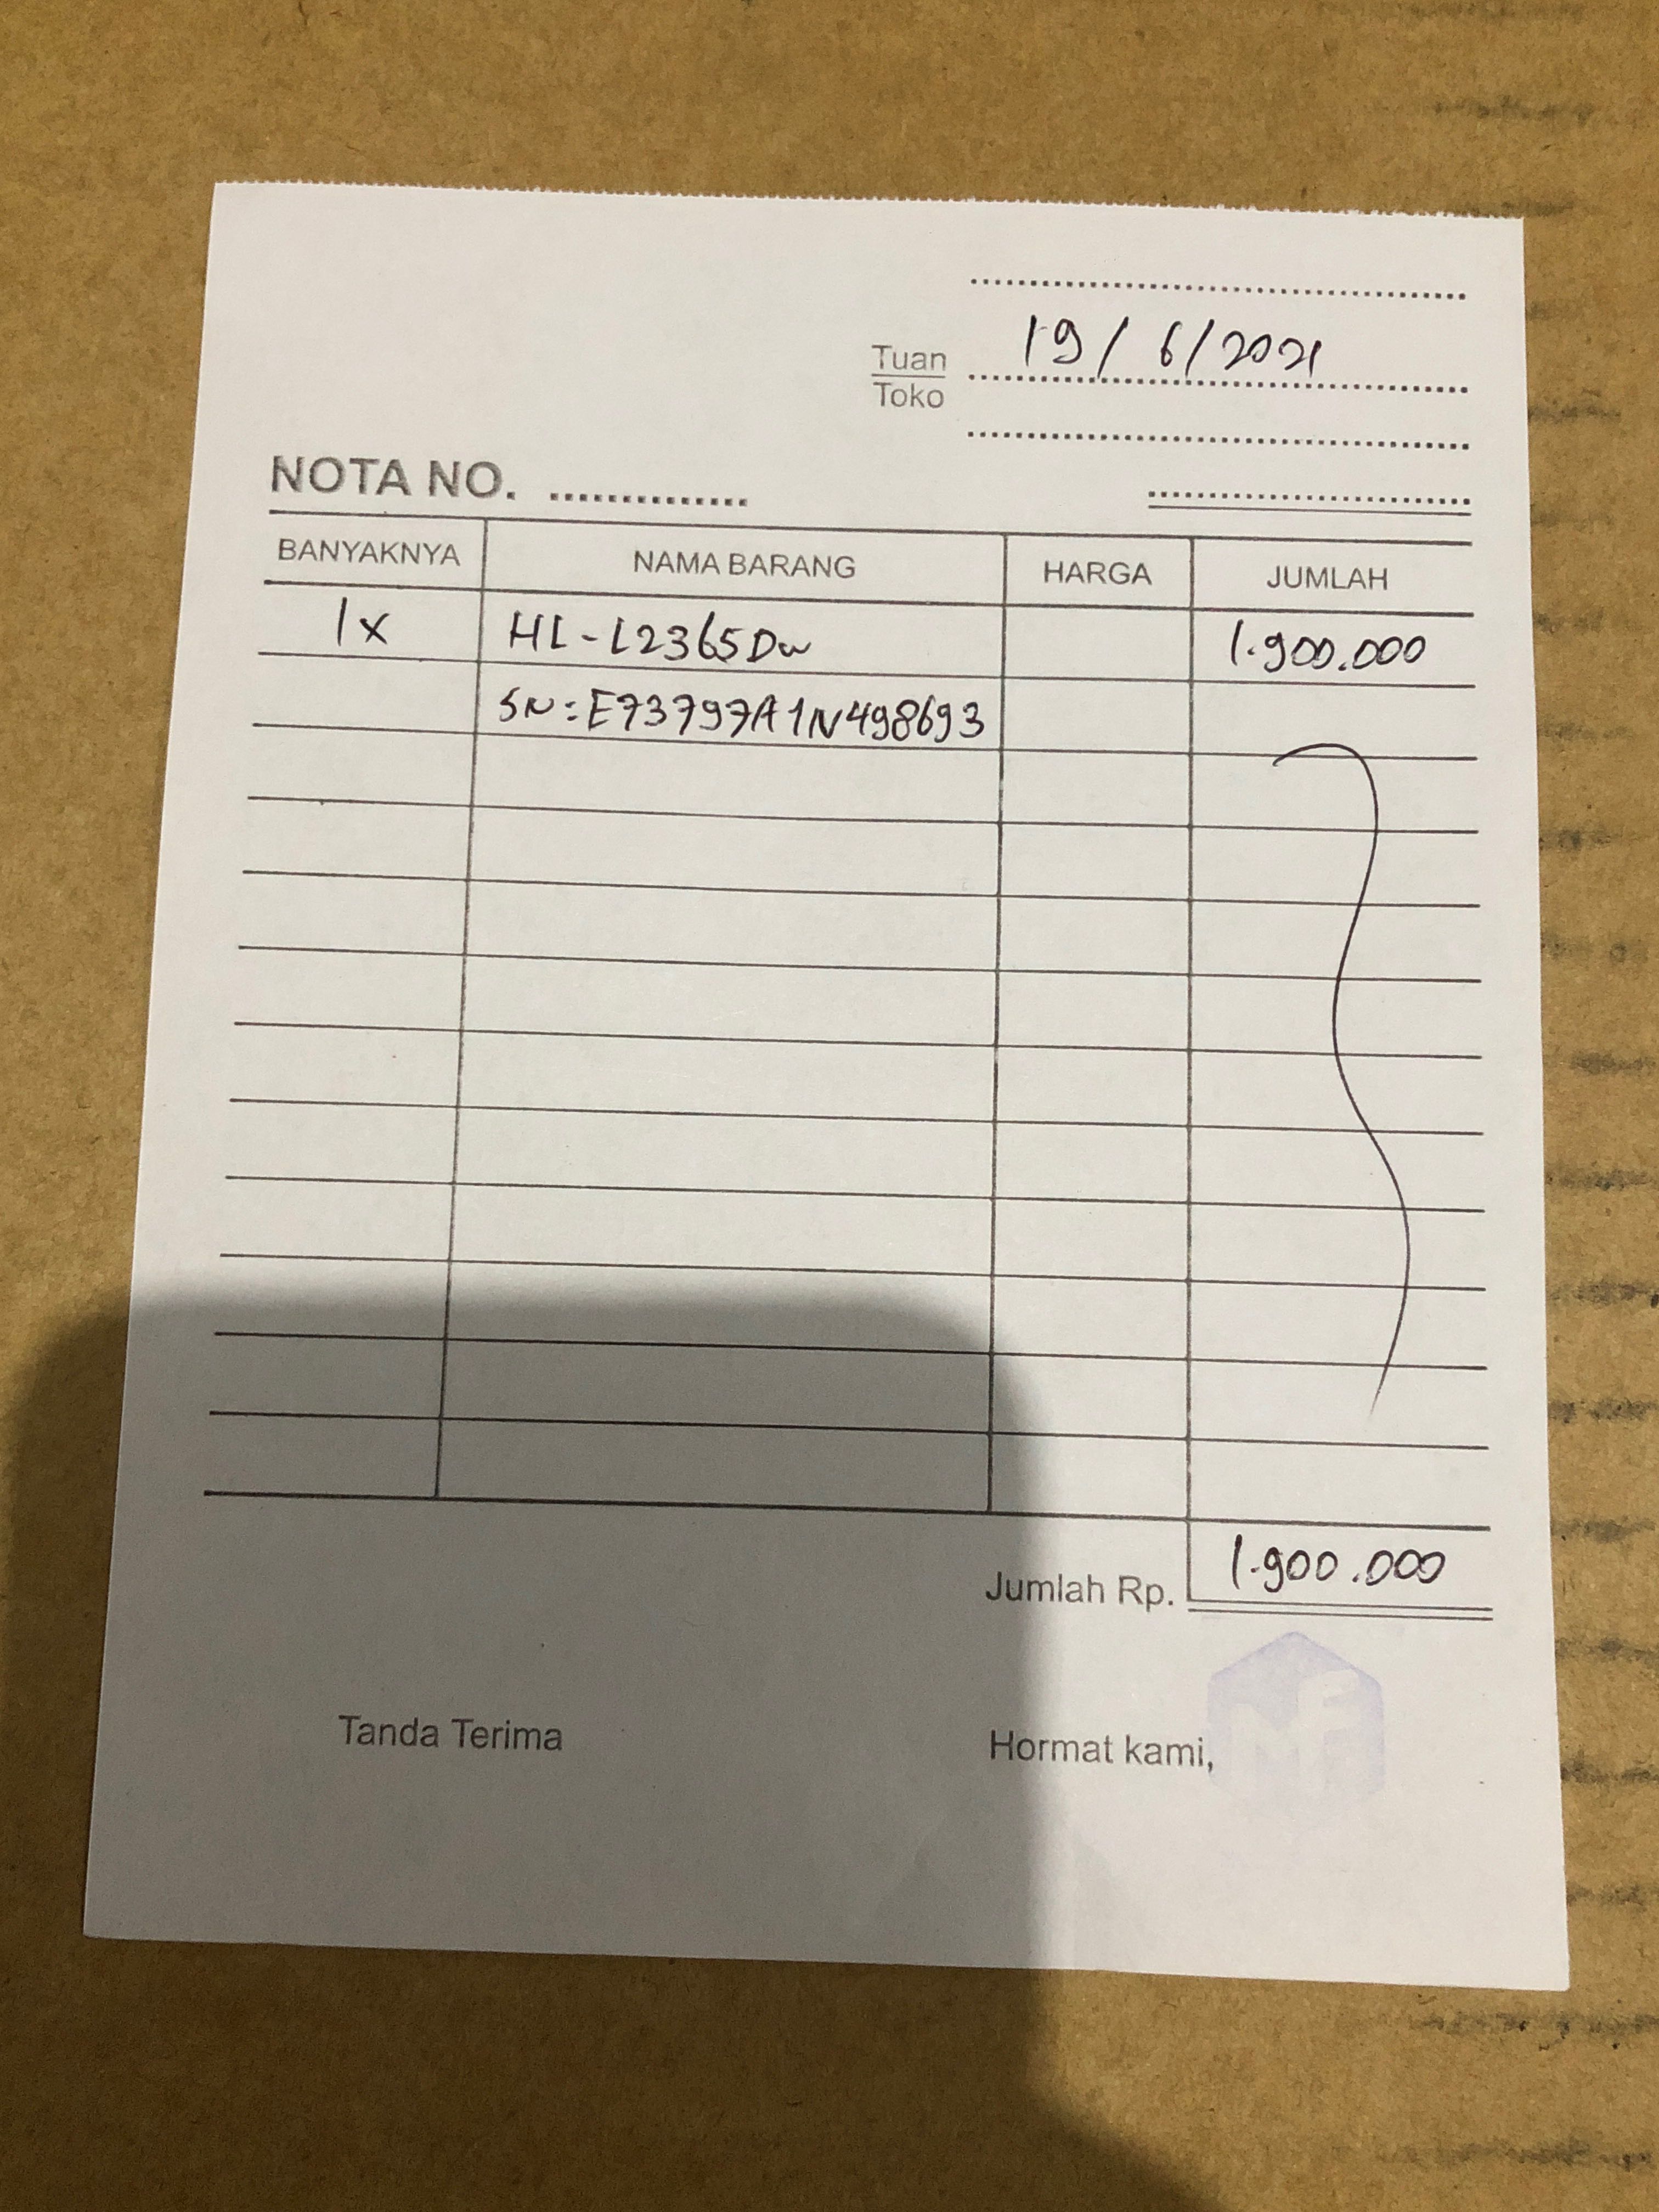 19/6/2021
Tuan
Toko
NOTA NO. ..............
BANYAKNYA NAMA BARANG HARGA JUMLAH
1x HL-L2365Dw 1.900.000
SN:E73797A1N498693
Jumlah Rp. 1.900.000
Tanda Terima Hormat kami,